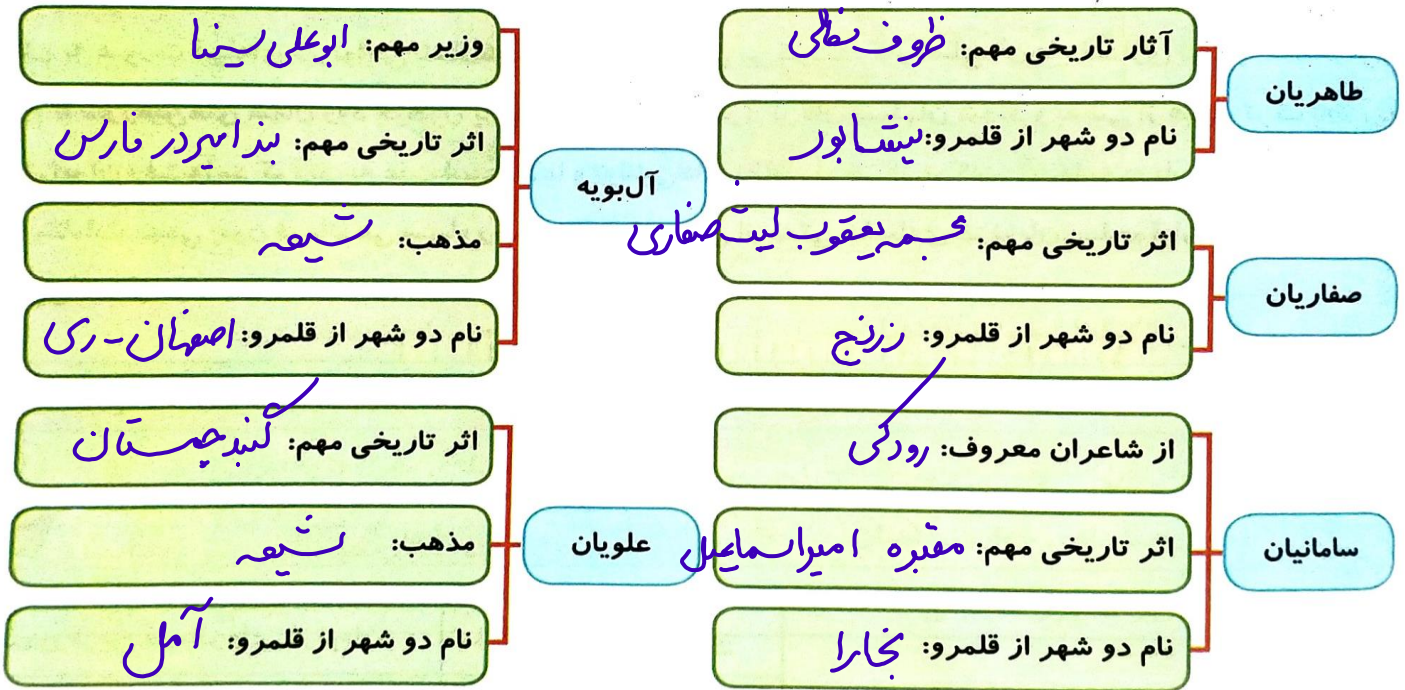 طاهریان
آثار تاریخی مهم: ظروف سفالی
نام دو شهر از قلمرو: نیشابور
صفاریان
اثر تاریخی مهم: مجسمه یعقوب لیث صفاری
نام دو شهر از قلمرو: زرنج
سامانیان
از شاعران معروف: رودکی
اثر تاریخی مهم: مقبره امیراسماعیل
نام دو شهر از قلمرو: بخارا
آل‌بویه
وزیر مهم: ابوعلی سینا
اثر تاریخی مهم: بند امیر در فارس
مذهب: شیعه
نام دو شهر از قلمرو: اصفهان - ری
علویان
اثر تاریخی مهم: گنبد چستان
مذهب: شیعه
نام دو شهر از قلمرو: آمل